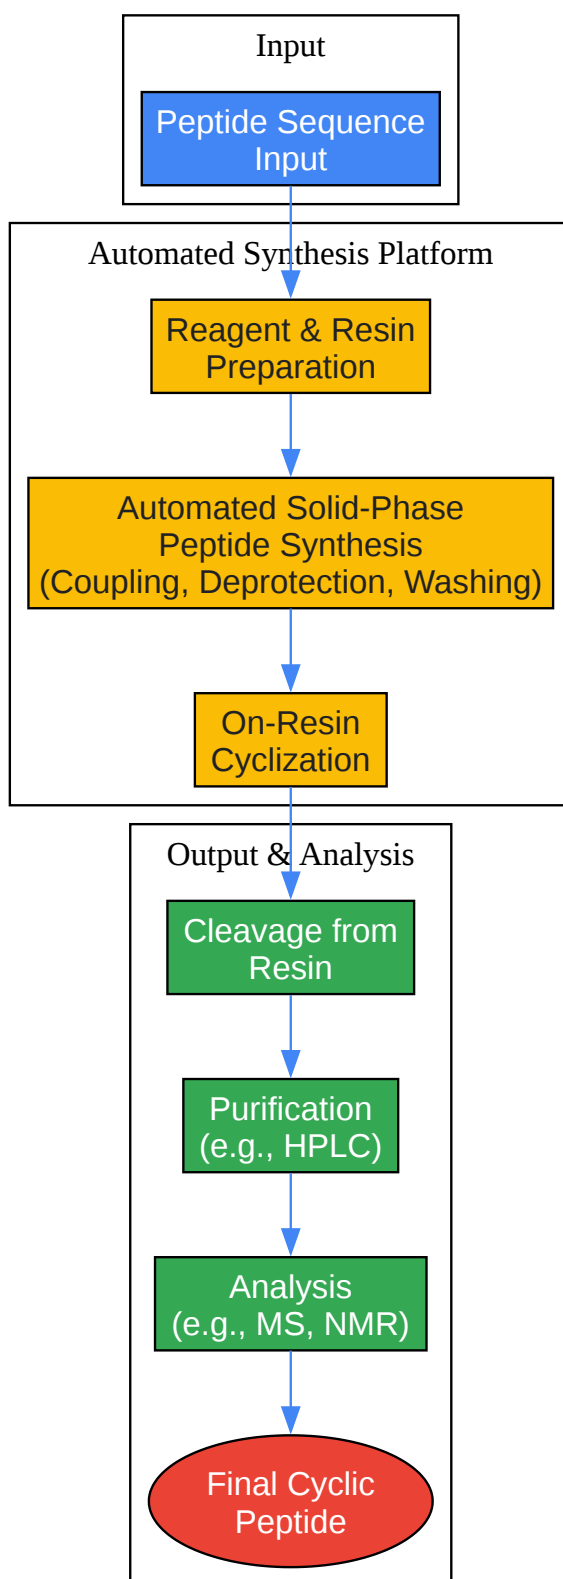 Input
Peptide Sequence
Input
Automated Synthesis Platform
Reagent & Resin
Preparation
Automated Solid-Phase
Peptide Synthesis
(Coupling, Deprotection, Washing)
On-Resin
Cyclization
Output & Analysis
Cleavage from
Resin
Purification
(e.g., HPLC)
Analysis
(e.g., MS, NMR)
Final Cyclic
Peptide